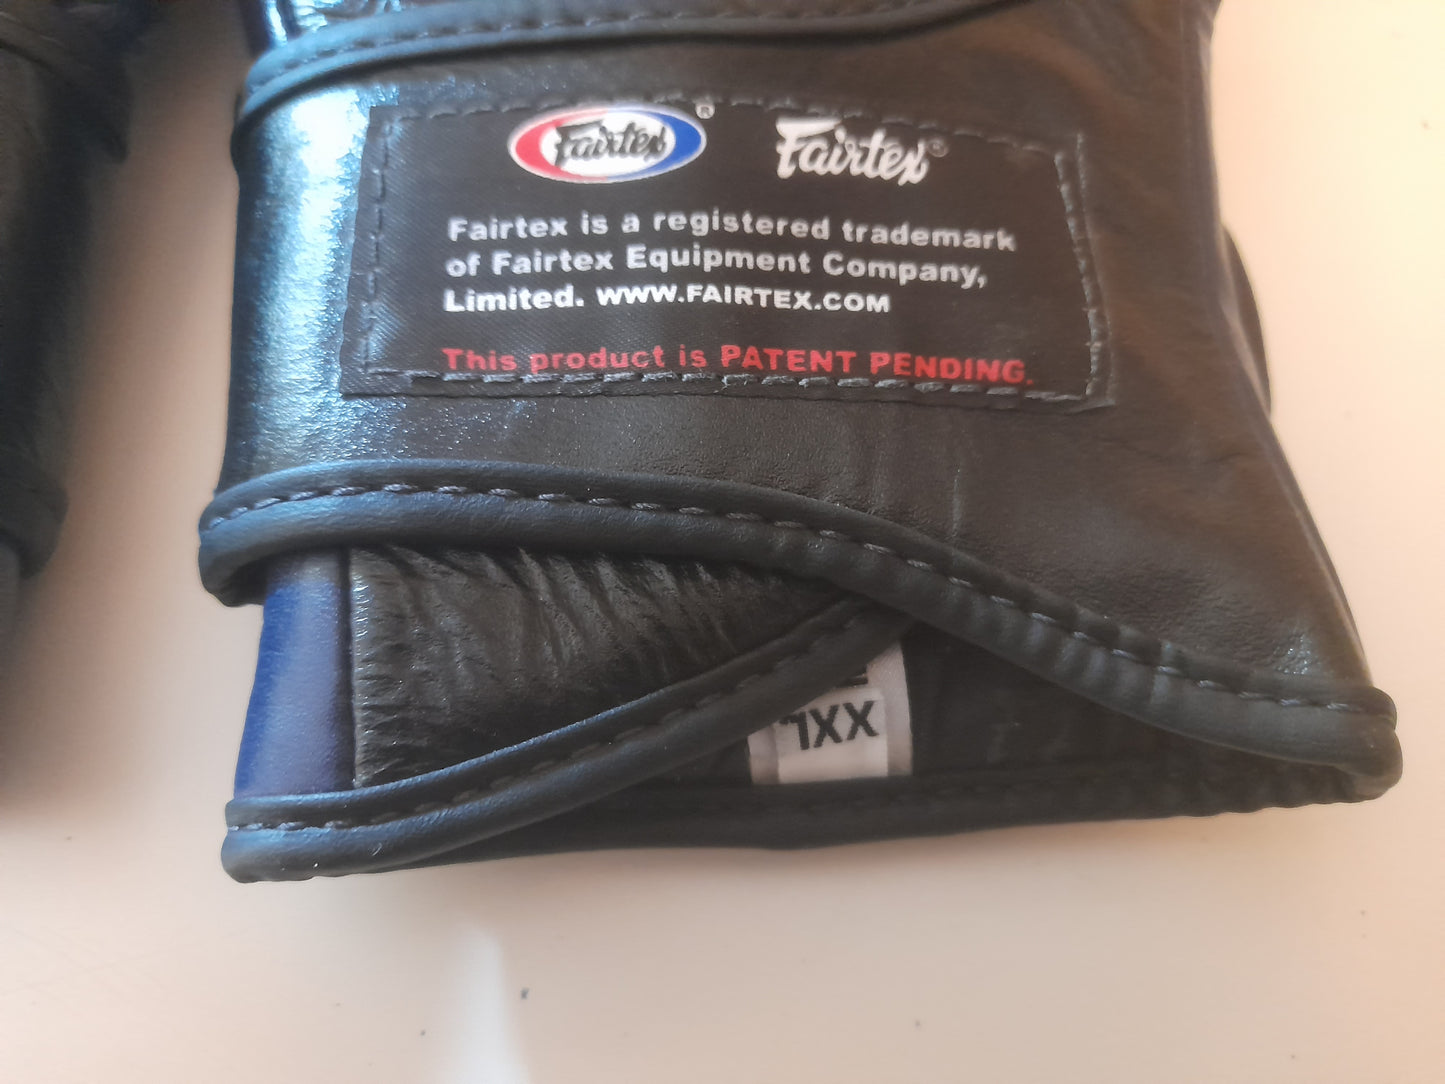 Fairtex® Fairtex®
Fairtex is a registered trademark
of Fairtex Equipment Company,
Limited. WWW.FAIRTEX.COM
This product is PATENT PENDING.
XXL